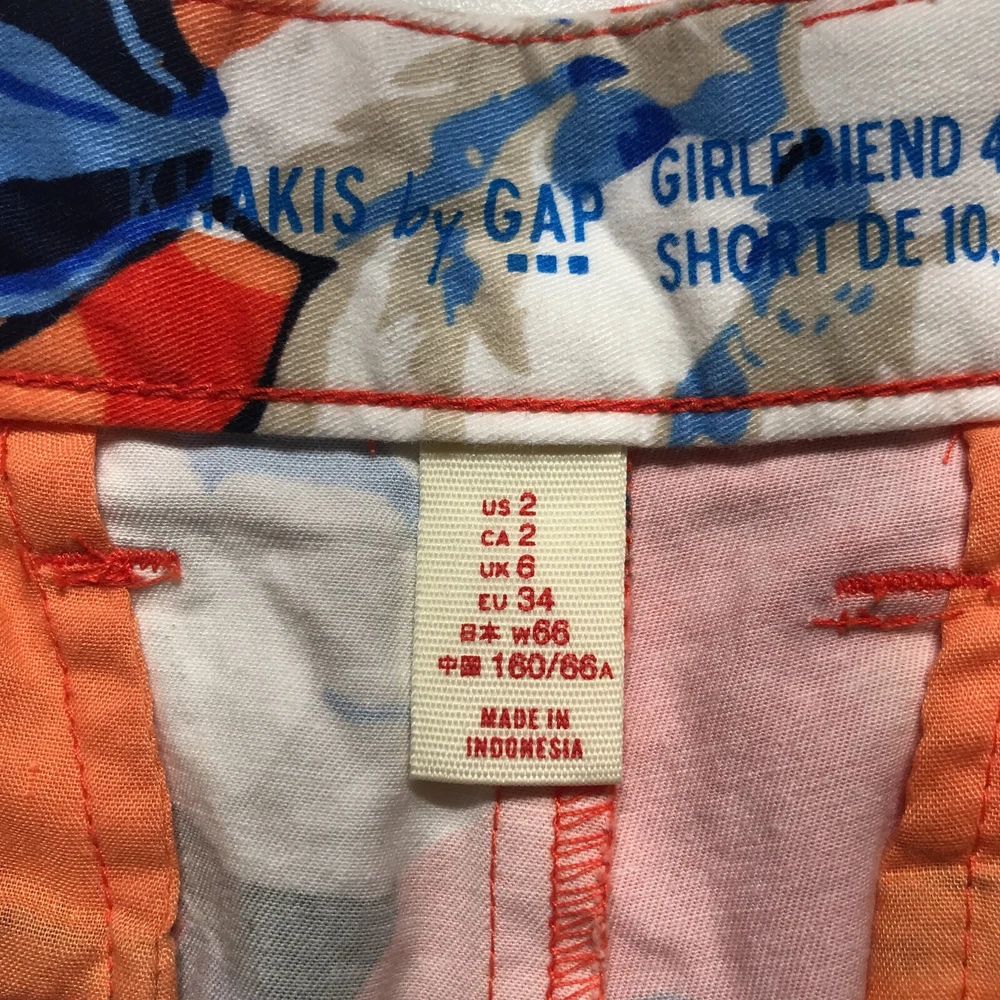 KHAKIS by GAP
GIRLFRIEND 4
SHORT DE 10,
US 2
CA 2
UK 6
EU 34
日本 W66
中国 160/66A
MADE IN
INDONESIA